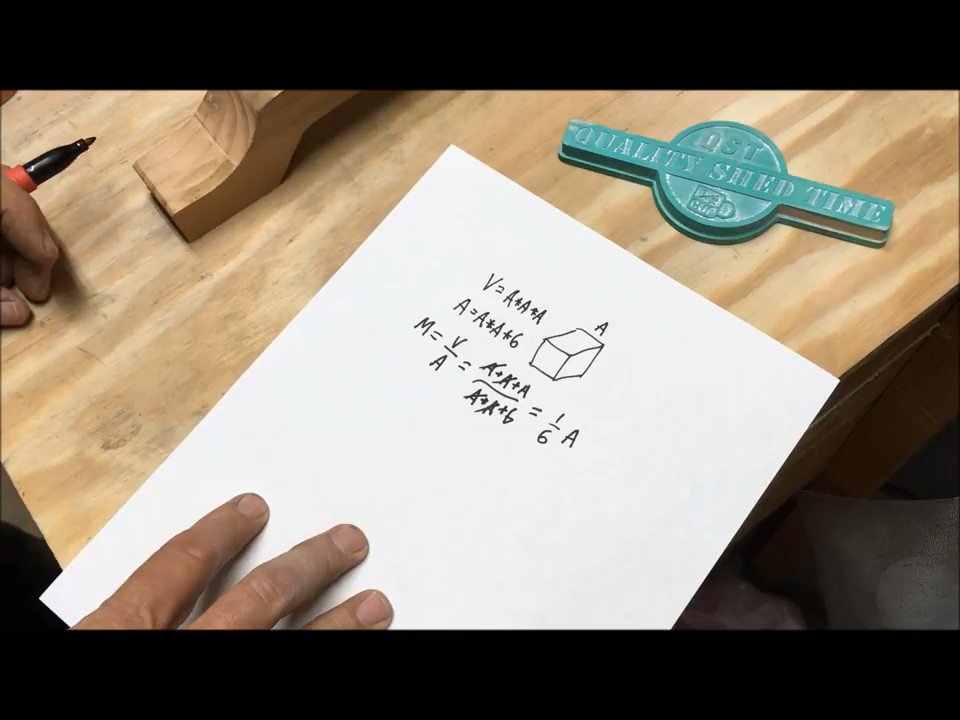 QST
QUALITY SHED TIME
V=A*A*A
A=A*A*6
A
M= V/A = A*A*A/A*A*6 = 1/6 A